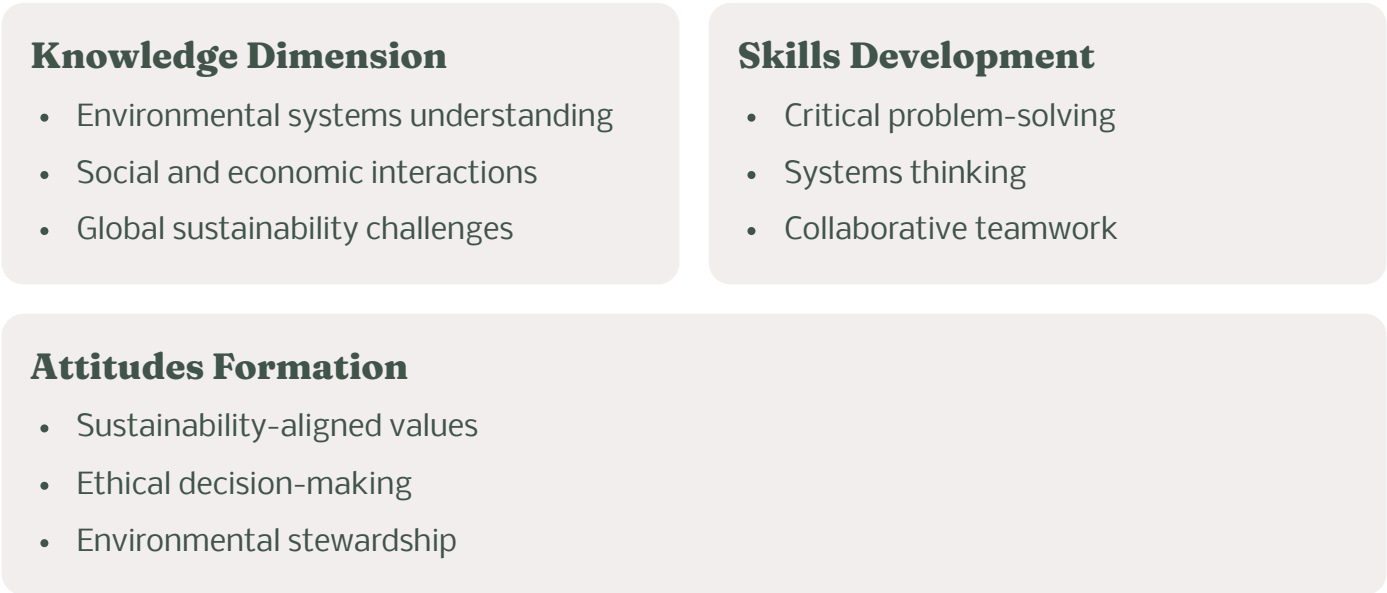 Knowledge Dimension
• Environmental systems understanding
• Social and economic interactions
• Global sustainability challenges
Skills Development
• Critical problem-solving
• Systems thinking
• Collaborative teamwork
Attitudes Formation
• Sustainability-aligned values
• Ethical decision-making
• Environmental stewardship